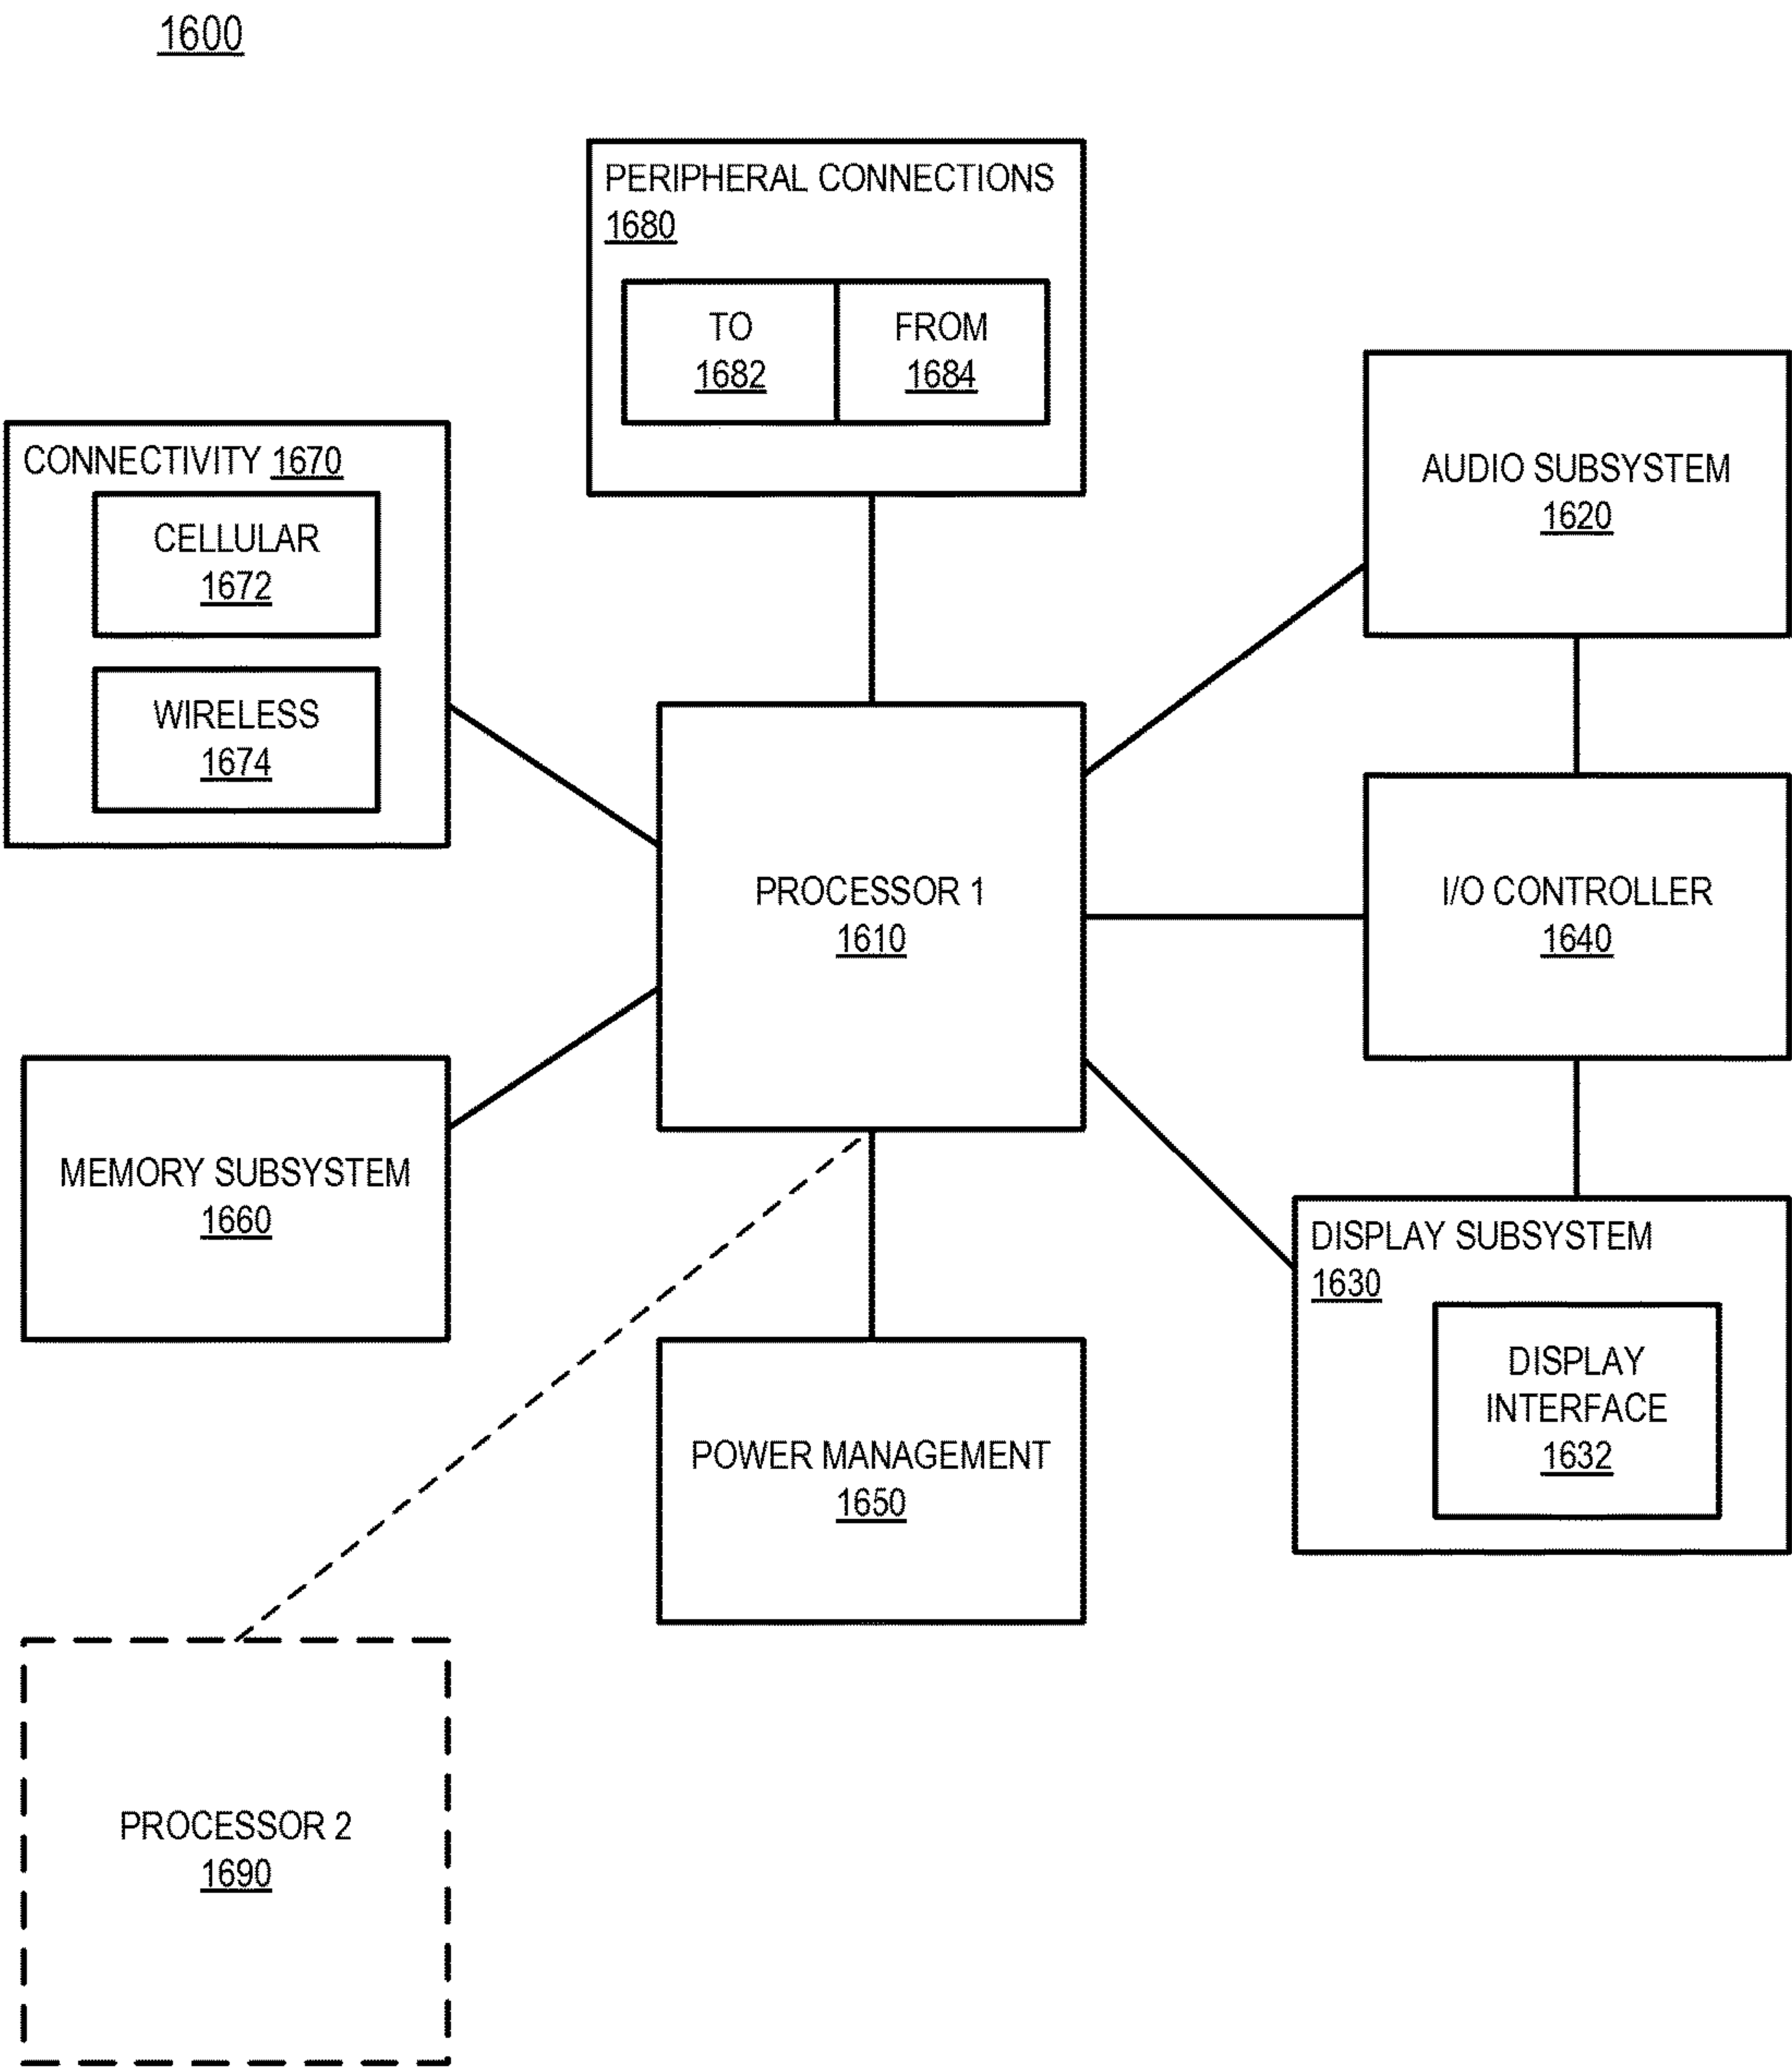 1600
PERIPHERAL CONNECTIONS
1680
TO
1682
FROM
1684
CONNECTIVITY 1670
CELLULAR
1672
WIRELESS
1674
AUDIO SUBSYSTEM
1620
PROCESSOR 1
1610
I/O CONTROLLER
1640
MEMORY SUBSYSTEM
1660
DISPLAY SUBSYSTEM
1630
DISPLAY
INTERFACE
1632
POWER MANAGEMENT
1650
PROCESSOR 2
1690